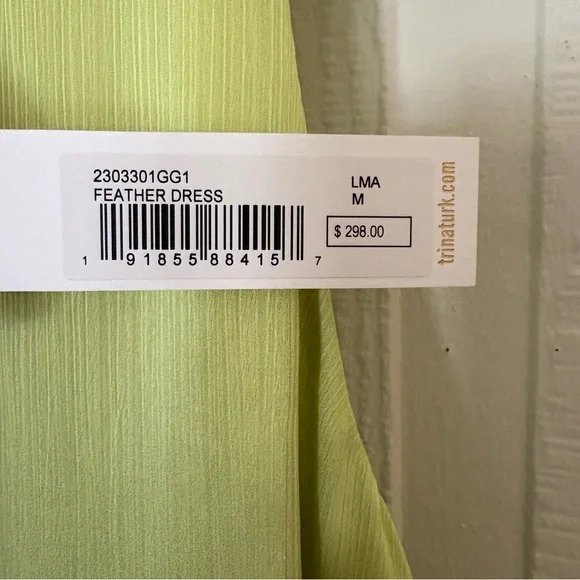 2303301GG1
FEATHER DRESS
LMA
M
$ 298.00
1 91855 88415 7
trinaturk.com